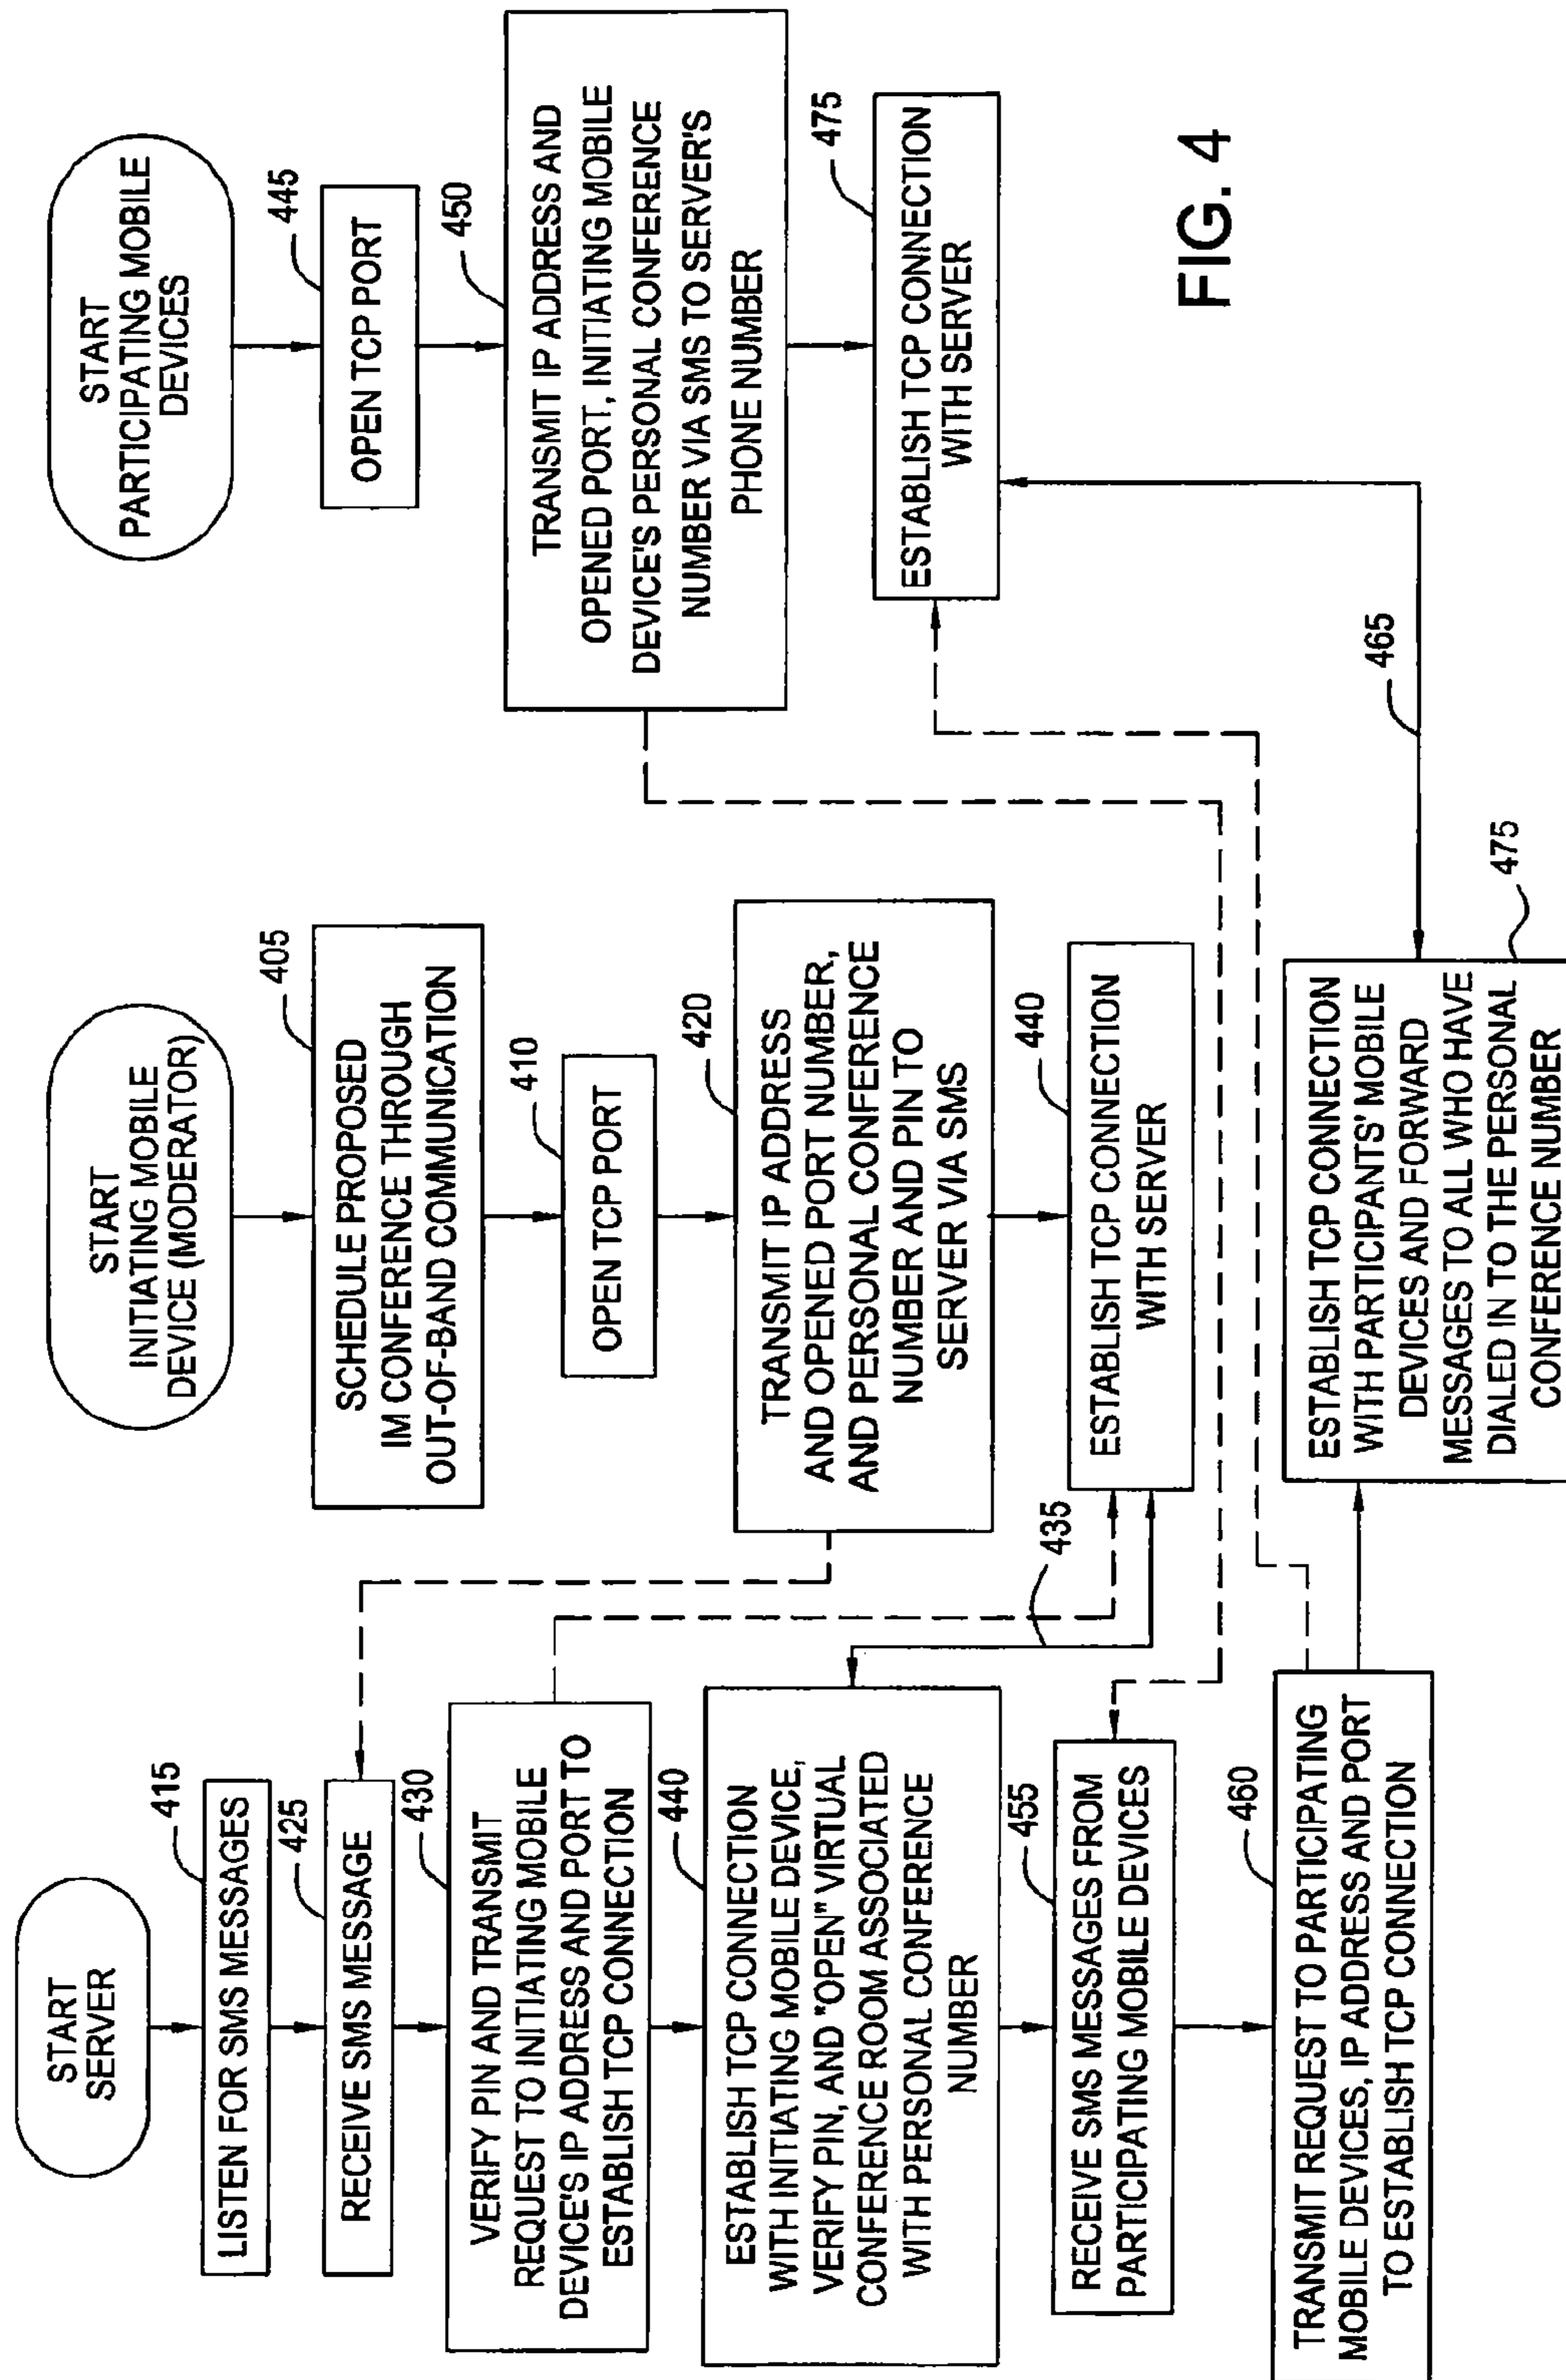 START
SERVER
415
LISTEN FOR SMS MESSAGES
425
RECEIVE SMS MESSAGE
430
VERIFY PIN AND TRANSMIT
REQUEST TO INITIATING MOBILE
DEVICE'S IP ADDRESS AND PORT TO
ESTABLISH TCP CONNECTION
440
ESTABLISH TCP CONNECTION
WITH INITIATING MOBILE DEVICE,
VERIFY PIN, AND "OPEN" VIRTUAL
CONFERENCE ROOM ASSOCIATED
WITH PERSONAL CONFERENCE
NUMBER
455
RECEIVE SMS MESSAGES FROM
PARTICIPATING MOBILE DEVICES
460
TRANSMIT REQUEST TO PARTICIPATING
MOBILE DEVICES, IP ADDRESS AND PORT
TO ESTABLISH TCP CONNECTION
START
INITIATING MOBILE
DEVICE (MODERATOR)
405
SCHEDULE PROPOSED
IM CONFERENCE THROUGH
OUT-OF-BAND COMMUNICATION
410
OPEN TCP PORT
420
TRANSMIT IP ADDRESS
AND OPENED PORT NUMBER,
AND PERSONAL CONFERENCE
NUMBER AND PIN TO
SERVER VIA SMS
440
ESTABLISH TCP CONNECTION
WITH SERVER
435
475
ESTABLISH TCP CONNECTION
WITH PARTICIPANTS' MOBILE
DEVICES AND FORWARD
MESSAGES TO ALL WHO HAVE
DIALED IN TO THE PERSONAL
CONFERENCE NUMBER
START
PARTICIPATING MOBILE
DEVICES
445
OPEN TCP PORT
450
TRANSMIT IP ADDRESS AND
OPENED PORT, INITIATING MOBILE
DEVICE'S PERSONAL CONFERENCE
NUMBER VIA SMS TO SERVER'S
PHONE NUMBER
475
ESTABLISH TCP CONNECTION
WITH SERVER
465
FIG. 4